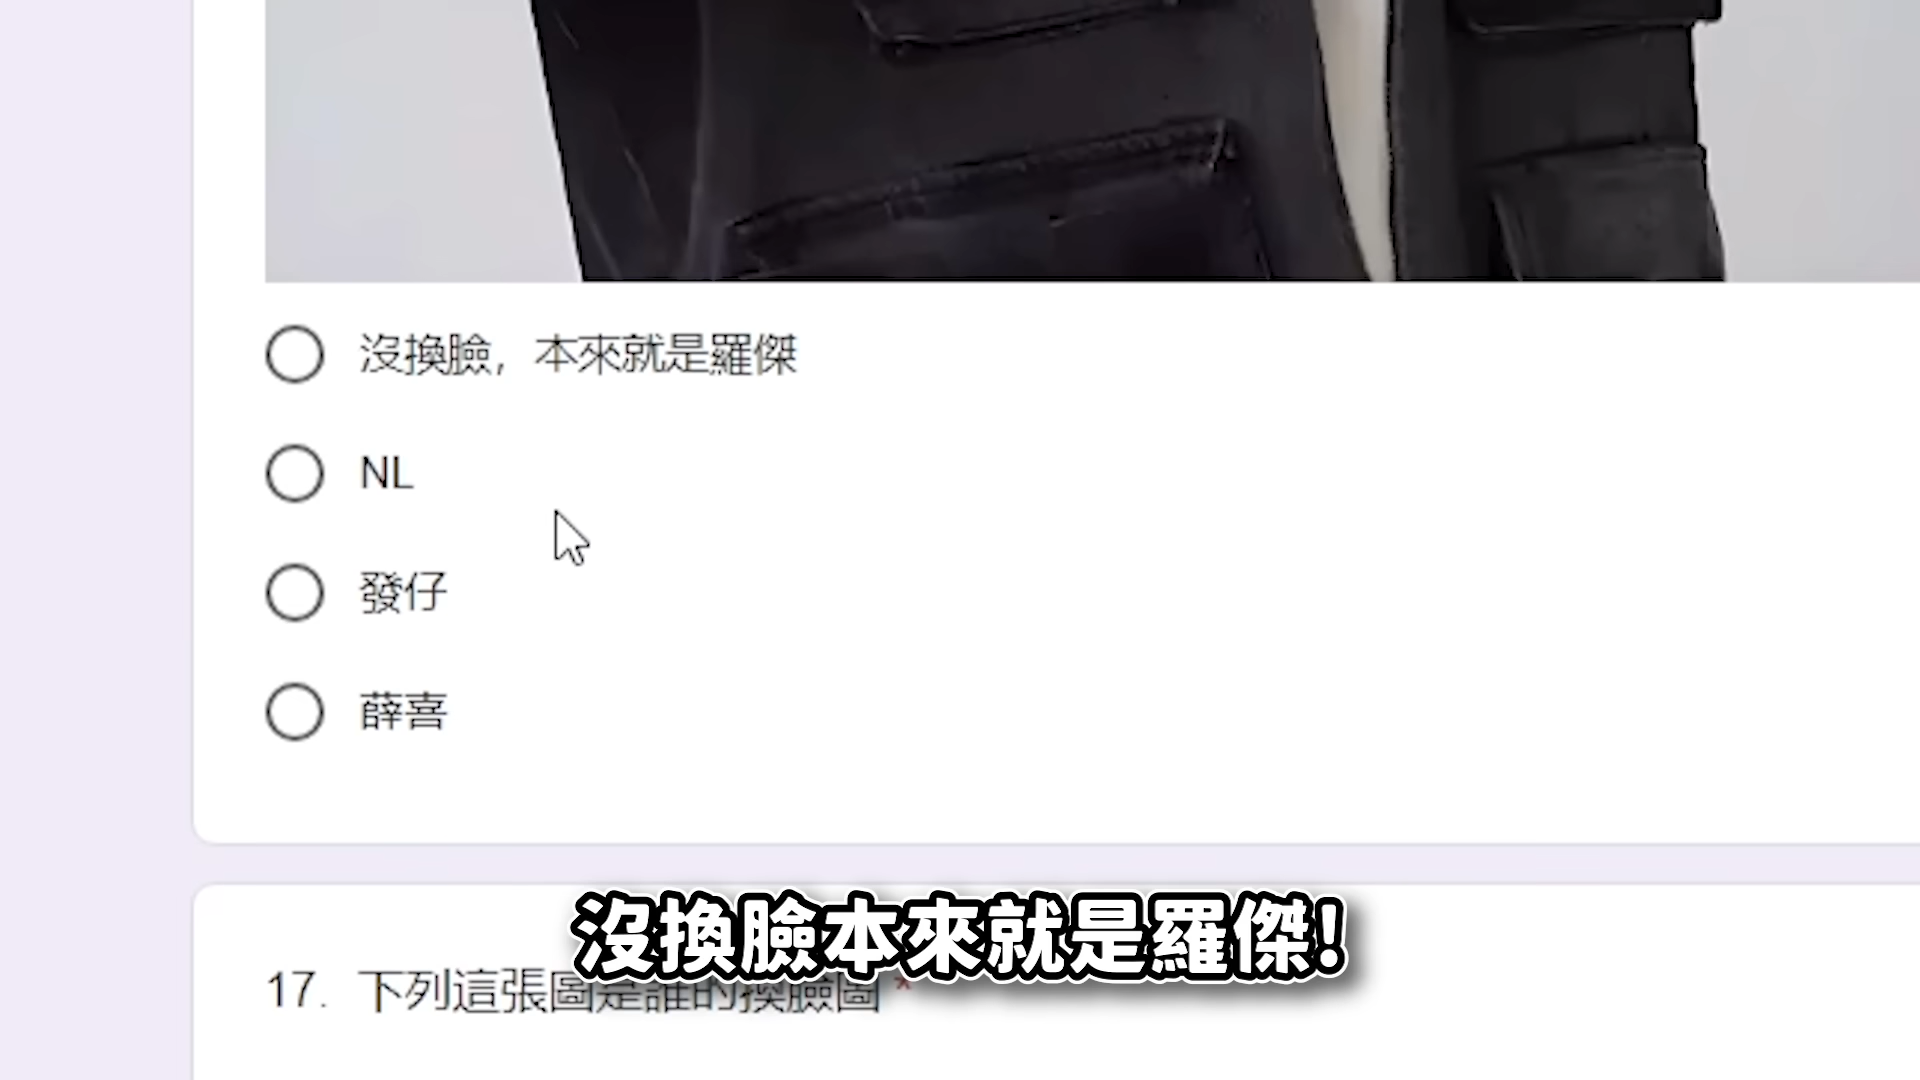 沒換臉，本來就是羅傑
NL
發仔
薛喜
沒換臉本來就是羅傑!
17. 下列這張圖是誰的換臉圖 *